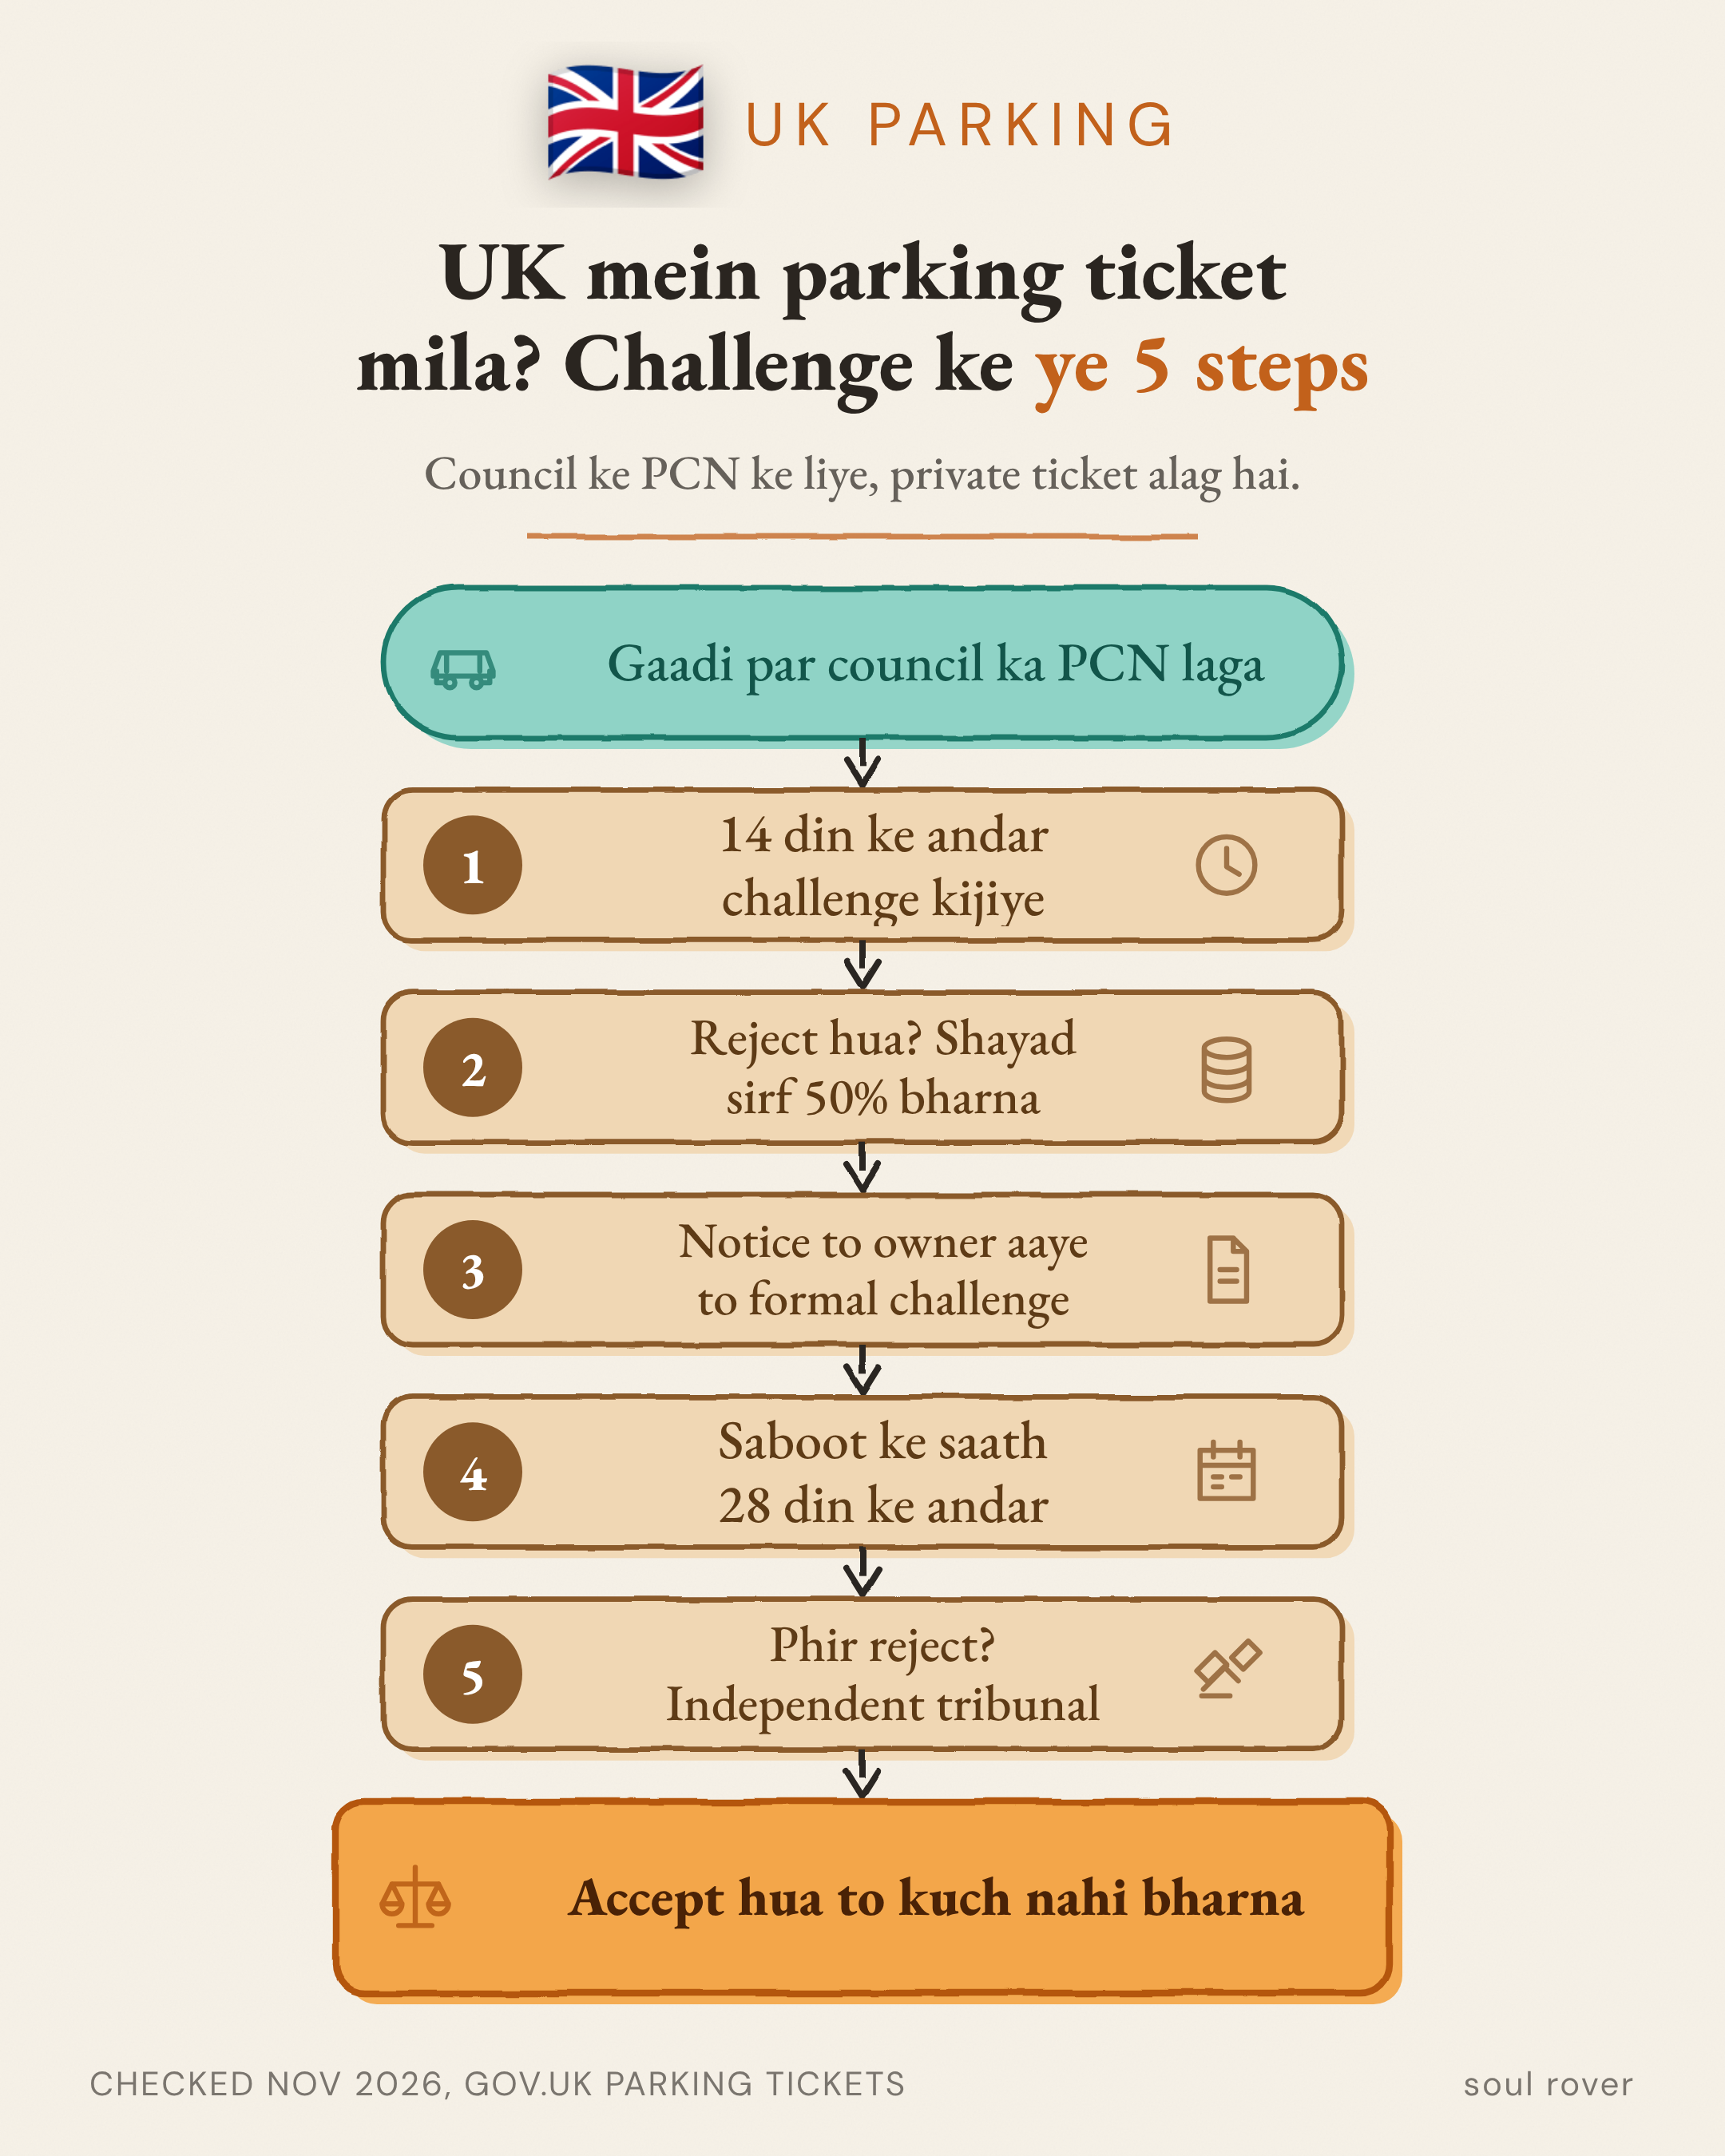 UK PARKING
UK mein parking ticket
mila? Challenge ke ye 5 steps
Council ke PCN ke liye, private ticket alag hai.
Gaadi par council ka PCN laga
1
14 din ke andar
challenge kijiye
2
Reject hua? Shayad
sirf 50% bharna
3
Notice to owner aaye
to formal challenge
4
Saboot ke saath
28 din ke andar
5
Phir reject?
Independent tribunal
Accept hua to kuch nahi bharna
CHECKED NOV 2026, GOV.UK PARKING TICKETS
soul rover